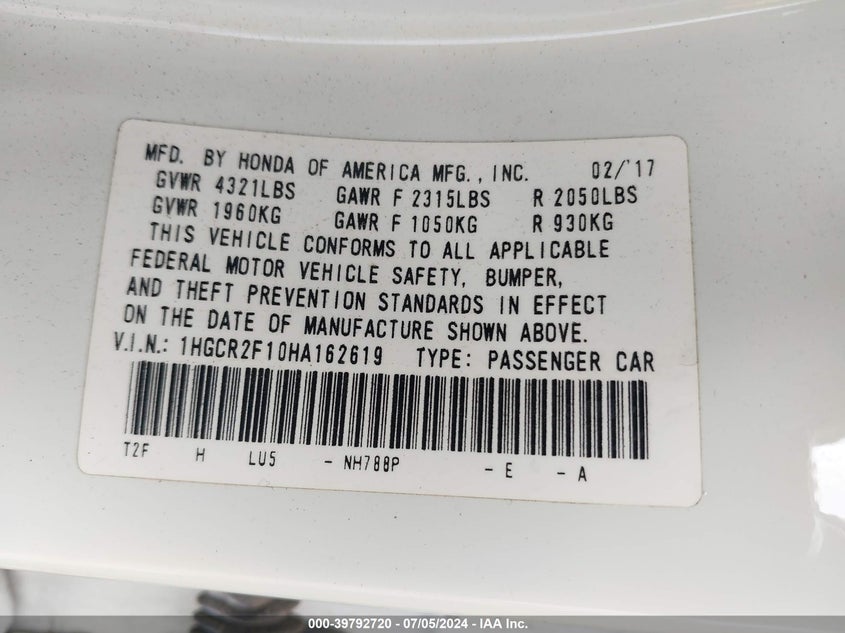 MFD. BY HONDA OF AMERICA MFG., INC. 02/'17
GVWR 4321LBS GAWR F 2315LBS R 2050LBS
GVWR 1960KG GAWR F 1050KG R 930KG
THIS VEHICLE CONFORMS TO ALL APPLICABLE
FEDERAL MOTOR VEHICLE SAFETY, BUMPER,
AND THEFT PREVENTION STANDARDS IN EFFECT
ON THE DATE OF MANUFACTURE SHOWN ABOVE.
V.I.N.: 1HGCR2F10HA162619 TYPE: PASSENGER CAR
T2F H LU5 - NH788P - E - A
000-39792720 - 07/05/2024 - IAA Inc.